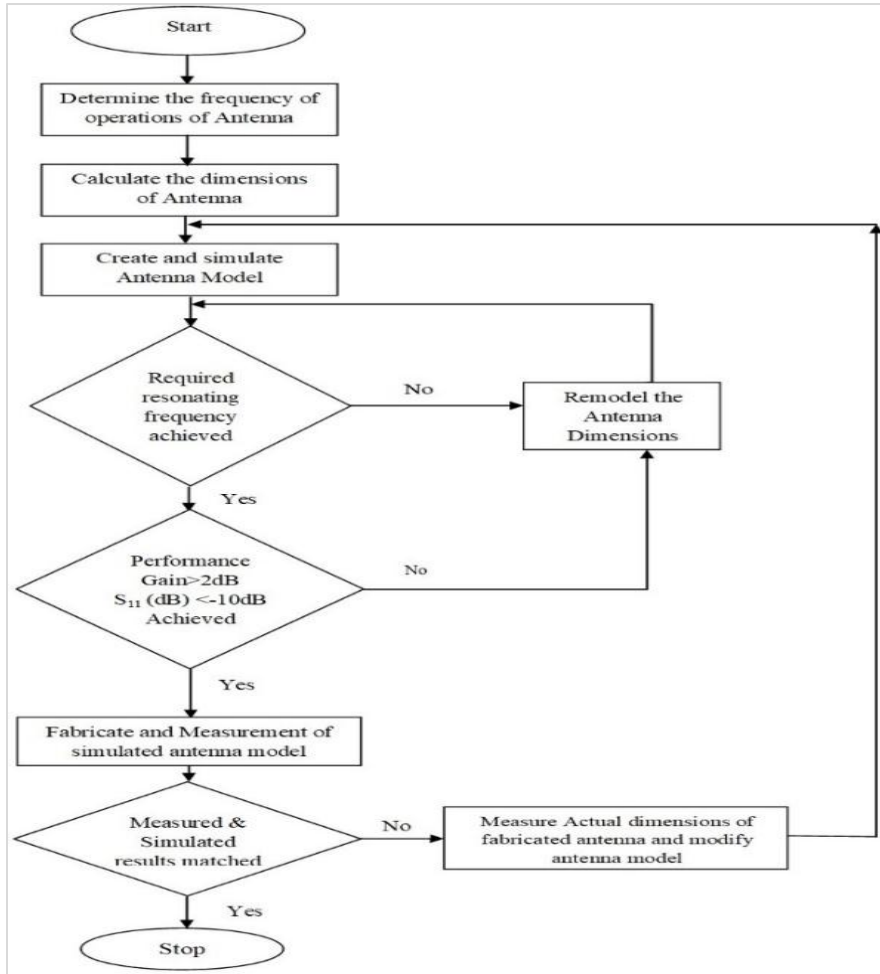 Start
Determine the frequency of
operations of Antenna
Calculate the dimensions
of Antenna
Create and simulate
Antenna Model
Required
resonating
frequency
achieved
No
Remodel the
Antenna
Dimensions
Yes
Performance
Gain>2dB
S₁₁ (dB) <-10dB
Achieved
No
Yes
Fabricate and Measurement of
simulated antenna model
Measured &
Simulated
results matched
No
Measure Actual dimensions of
fabricated antenna and modify
antenna model
Yes
Stop